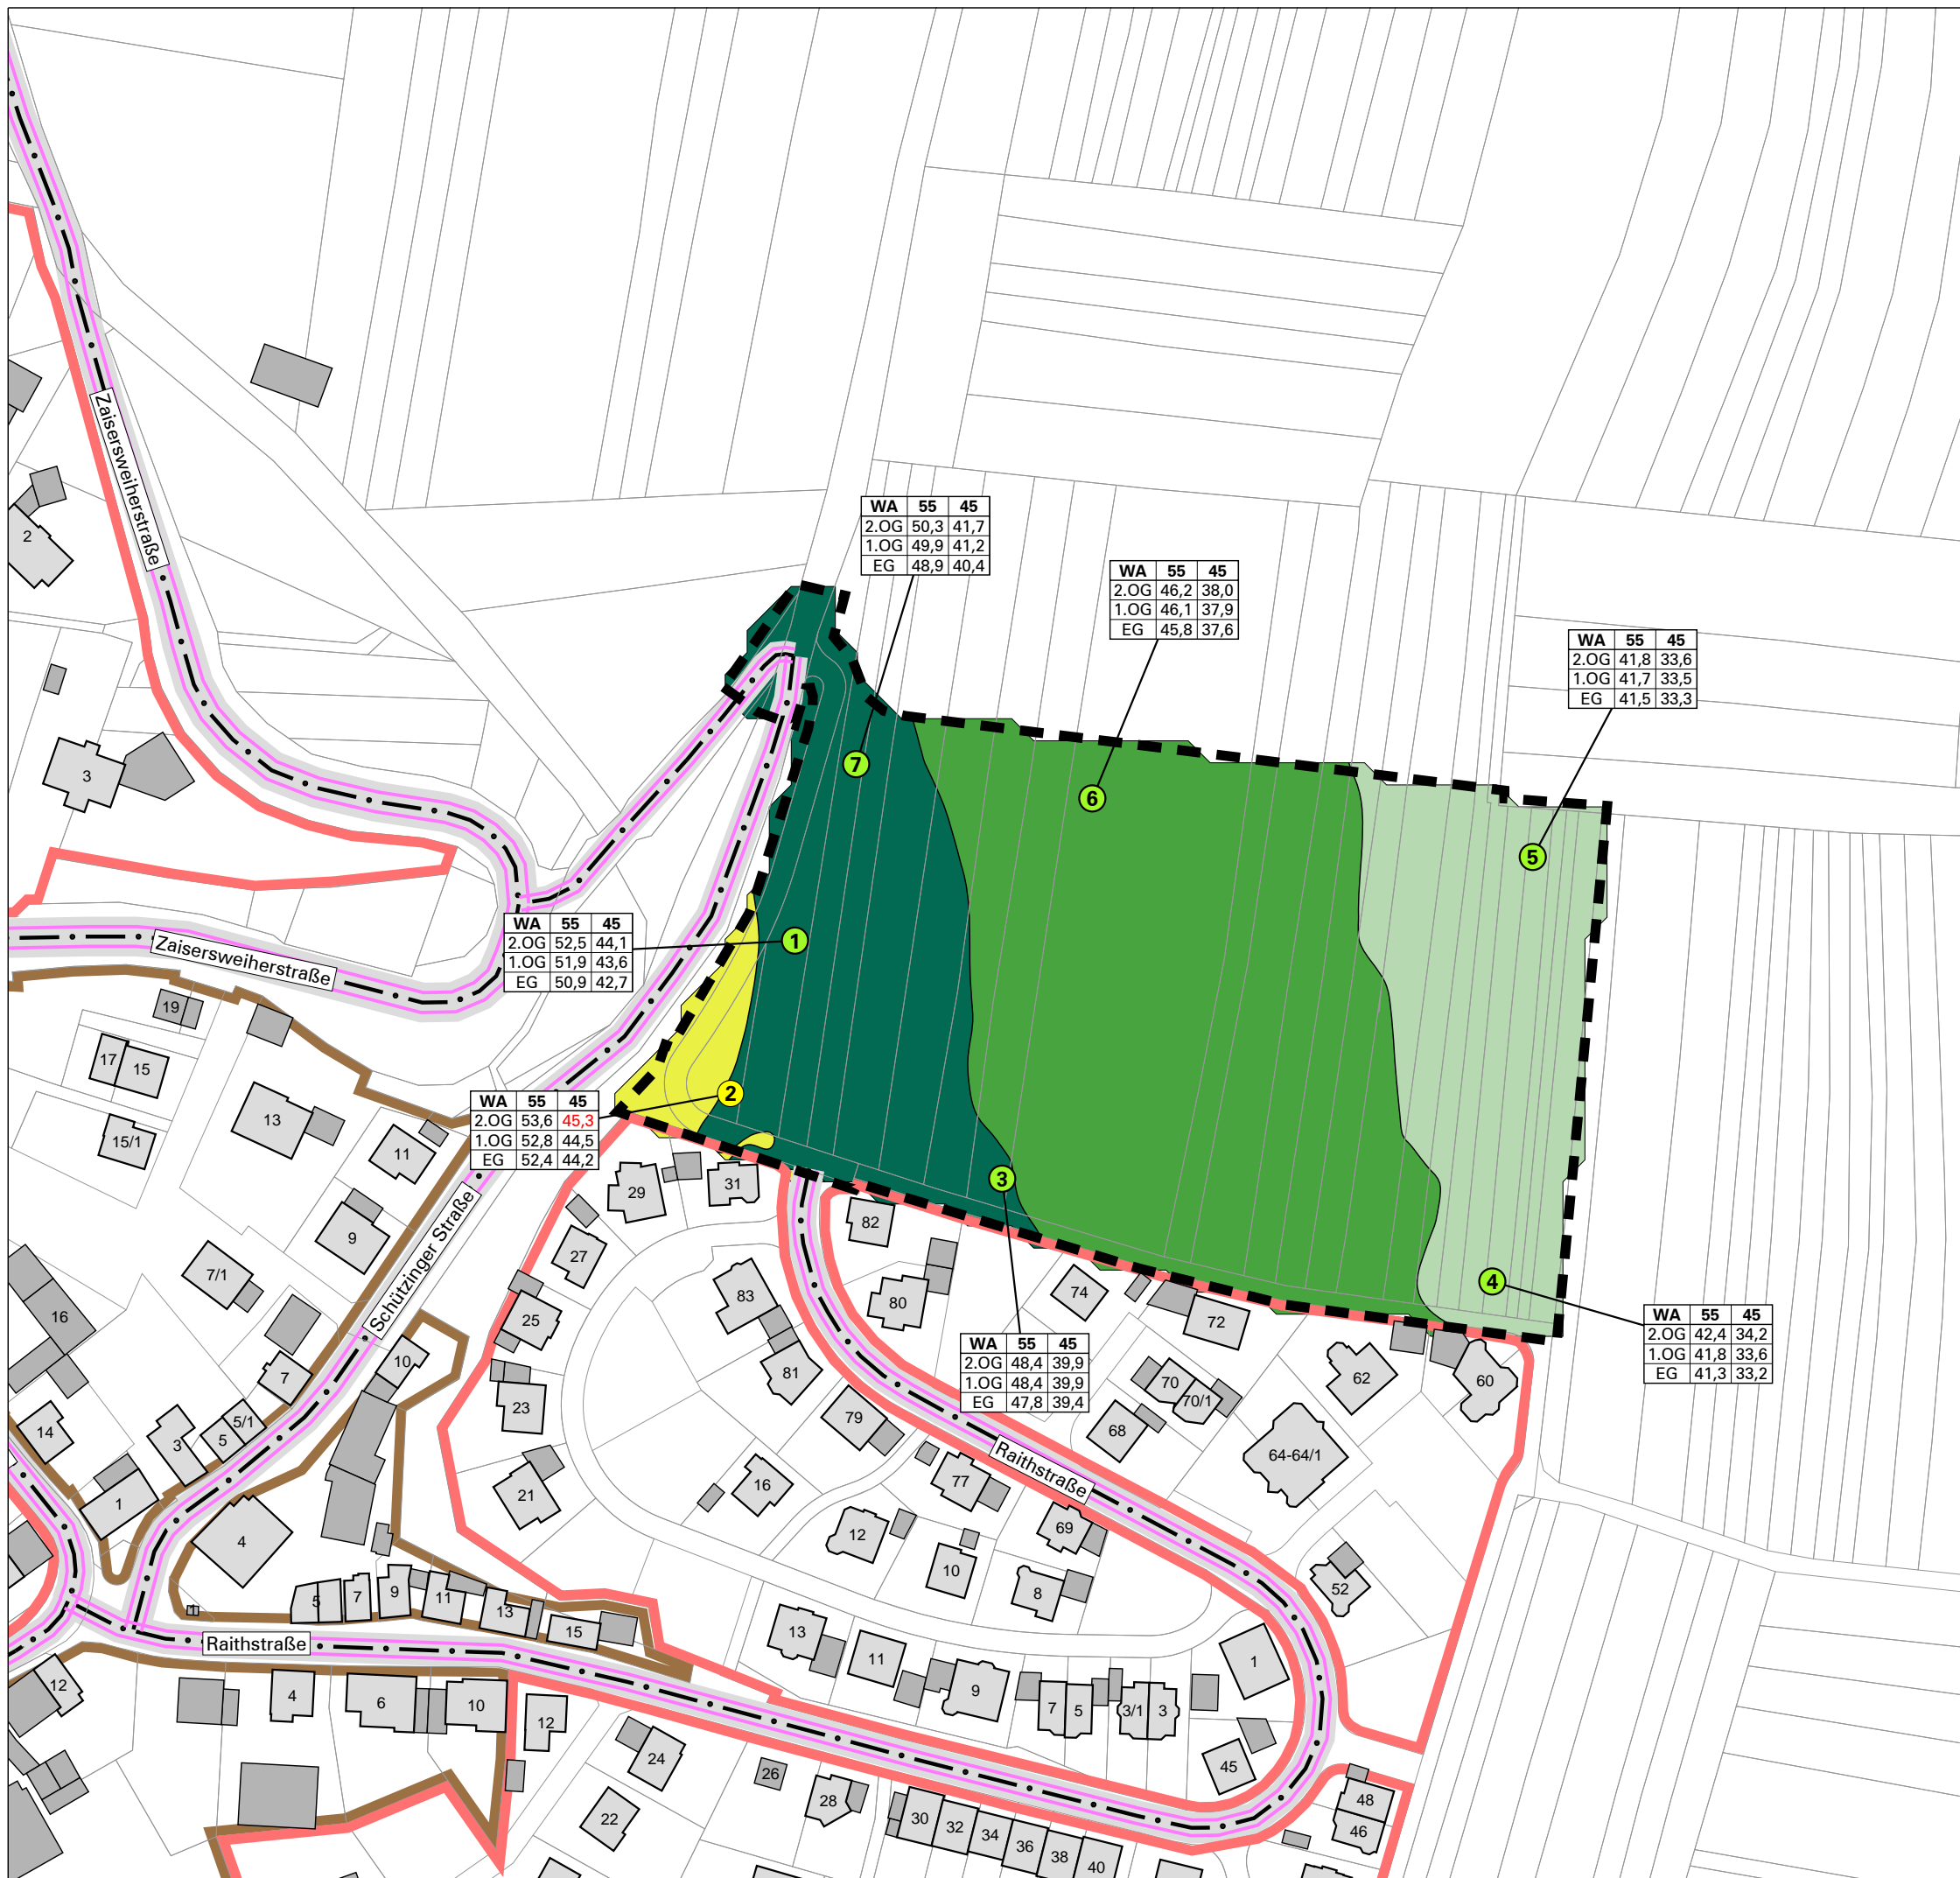 WA 55 45
2.OG 50,3 41,7
1.OG 49,9 41,2
EG 48,9 40,4
WA 55 45
2.OG 46,2 38,0
1.OG 46,1 37,9
EG 45,8 37,6
WA 55 45
2.OG 41,8 33,6
1.OG 41,7 33,5
EG 41,5 33,3
Zaisersweiherstraße
2
3
7
6
5
WA 55 45
2.OG 52,5 44,1
1.OG 51,9 43,6
EG 50,9 42,7
1
Zaisersweiherstraße
19
17
15
15/1
13
11
9
7/1
WA 55 45
2.OG 53,6 45,3
1.OG 52,8 44,5
EG 52,4 44,2
2
3
4
WA 55 45
2.OG 42,4 34,2
1.OG 41,8 33,6
EG 41,3 33,2
WA 55 45
2.OG 48,4 39,9
1.OG 48,4 39,9
EG 47,8 39,4
Schützinger Straße
29
31
27
25
23
21
82
80
83
81
79
74
72
62
60
70
70/1
68
64-64/1
Raithstraße
77
69
16
12
10
8
52
16
14
7
5/1
5
3
1
10
4
5
7
9
11
13
15
Raithstraße
12
4
6
10
12
24
22
26
28
13
11
9
7
5
3/1
3
1
45
48
46
30
32
34
36
38
40